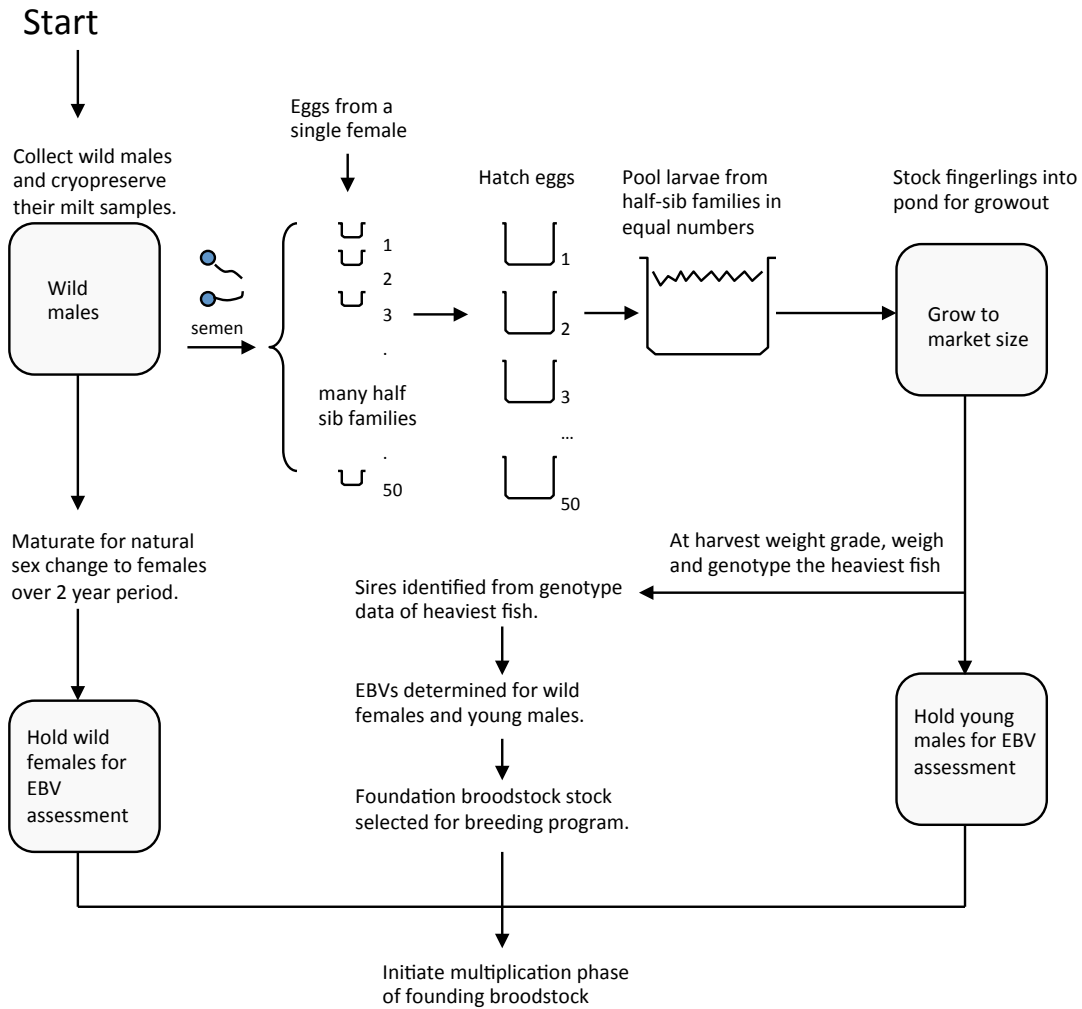 Start
Collect wild males
and cryopreserve
their milt samples.
Wild
males
semen
Eggs from a
single female
1
2
3
.
many half
sib families
.
50
Hatch eggs
1
2
3
...
50
Pool larvae from
half-sib families in
equal numbers
Stock fingerlings into
pond for growout
Grow to
market size
At harvest weight grade, weigh
and genotype the heaviest fish
Maturate for natural
sex change to females
over 2 year period.
Sires identified from genotype
data of heaviest fish.
EBVs determined for wild
females and young males.
Foundation broodstock stock
selected for breeding program.
Hold wild
females for
EBV
assessment
Hold young
males for EBV
assessment
Initiate multiplication phase
of founding broodstock